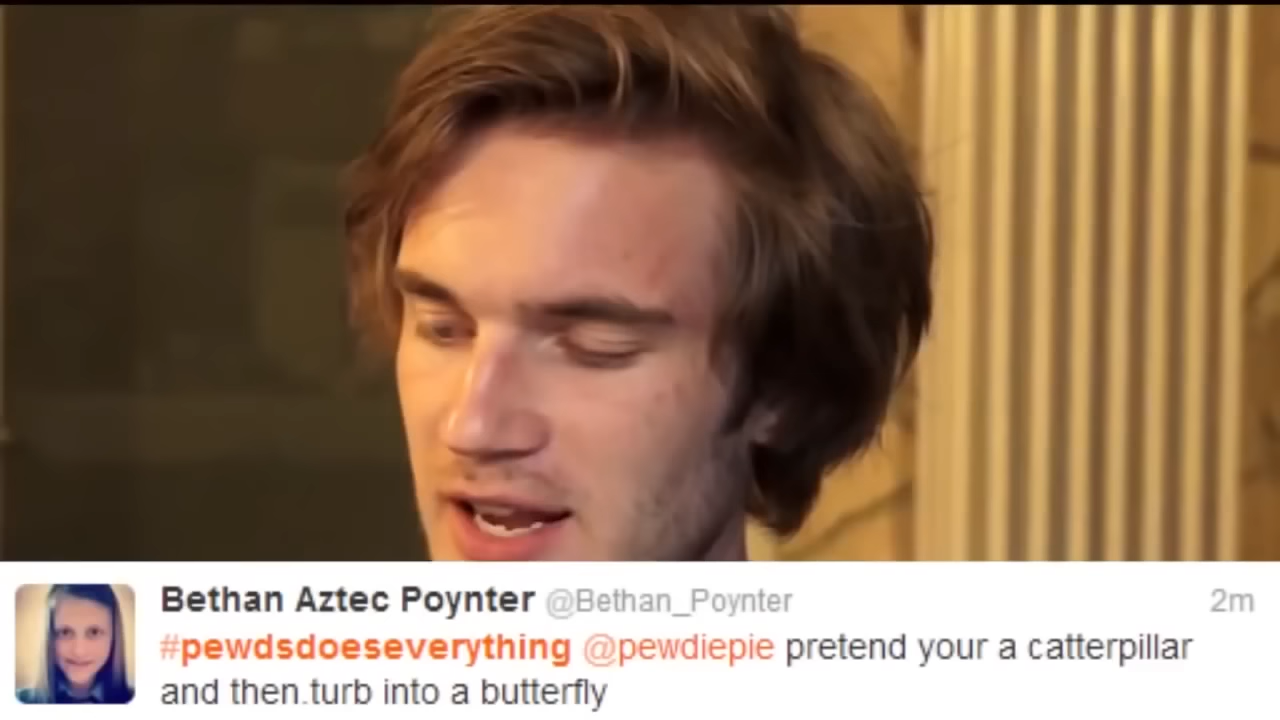 Bethan Aztec Poynter @Bethan_Poynter 2m
#pewdsdoeseverything @pewdiepie pretend your a catterpillar
and then.turb into a butterfly